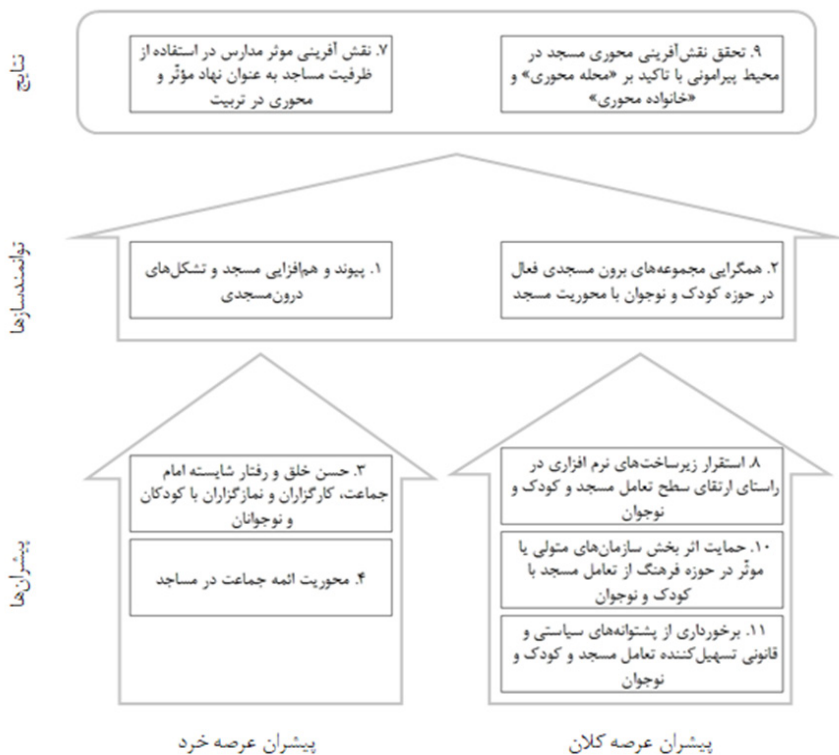 نتایج
۹. تحقق نقش‌آفرینی محوری مسجد در
محیط پیرامونی با تاکید بر «محله محوری» و
«خانواده محوری»
۷. نقش آفرینی موثر مدارس در استفاده از
ظرفیت مساجد به عنوان نهاد مؤثّر و
محوری در تربیت
توانمندسازها
۲. همگرایی مجموعه‌های برون مسجدی فعال
در حوزه کودک و نوجوان با محوریت مسجد
۱. پیوند و هم‌افزایی مسجد و تشکل‌های
درون‌مسجدی
پیشران‌ها
۸. استقرار زیرساخت‌های نرم افزاری در
راستای ارتقای سطح تعامل مسجد و کودک و
نوجوان
۱۰. حمایت اثر بخش سازمان‌های متولی یا
موثّر در حوزه فرهنگ از تعامل مسجد با
کودک و نوجوان
۱۱. برخورداری از پشتوانه‌های سیاستی و
قانونی تسهیل‌کننده تعامل مسجد و کودک و
نوجوان
۳. حسن خلق و رفتار شایسته امام
جماعت، کارگزاران و نمازگزاران با کودکان
و نوجوانان
۴. محوریت ائمه جماعت در مساجد
پیشران عرصه کلان
پیشران عرصه خرد